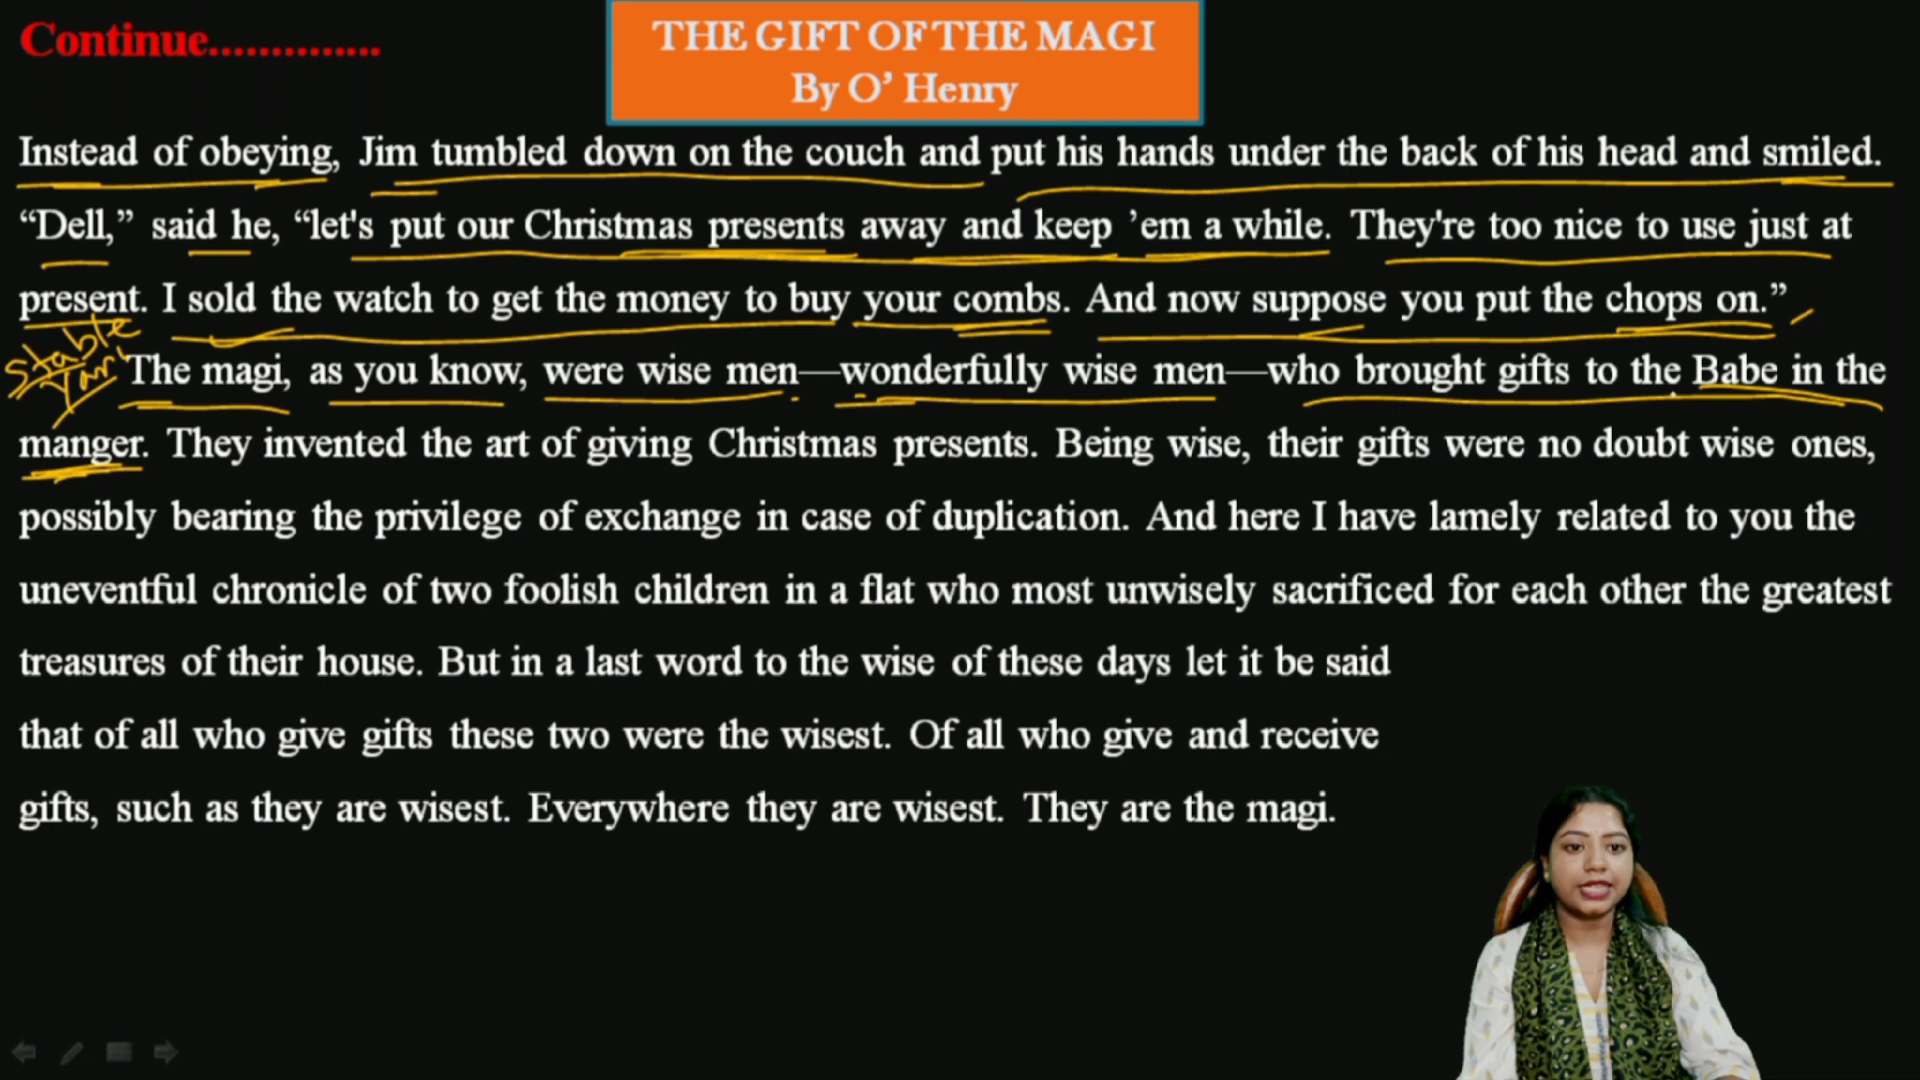 Continue..............
THE GIFT OF THE MAGI
By O’ Henry
Instead of obeying, Jim tumbled down on the couch and put his hands under the back of his head and smiled.
“Dell,” said he, “let's put our Christmas presents away and keep ’em a while. They're too nice to use just at
present. I sold the watch to get the money to buy your combs. And now suppose you put the chops on.”
stable
The magi, as you know, were wise men—wonderfully wise men—who brought gifts to the Babe in the
manger. They invented the art of giving Christmas presents. Being wise, their gifts were no doubt wise ones,
possibly bearing the privilege of exchange in case of duplication. And here I have lamely related to you the
uneventful chronicle of two foolish children in a flat who most unwisely sacrificed for each other the greatest
treasures of their house. But in a last word to the wise of these days let it be said
that of all who give gifts these two were the wisest. Of all who give and receive
gifts, such as they are wisest. Everywhere they are wisest. They are the magi.